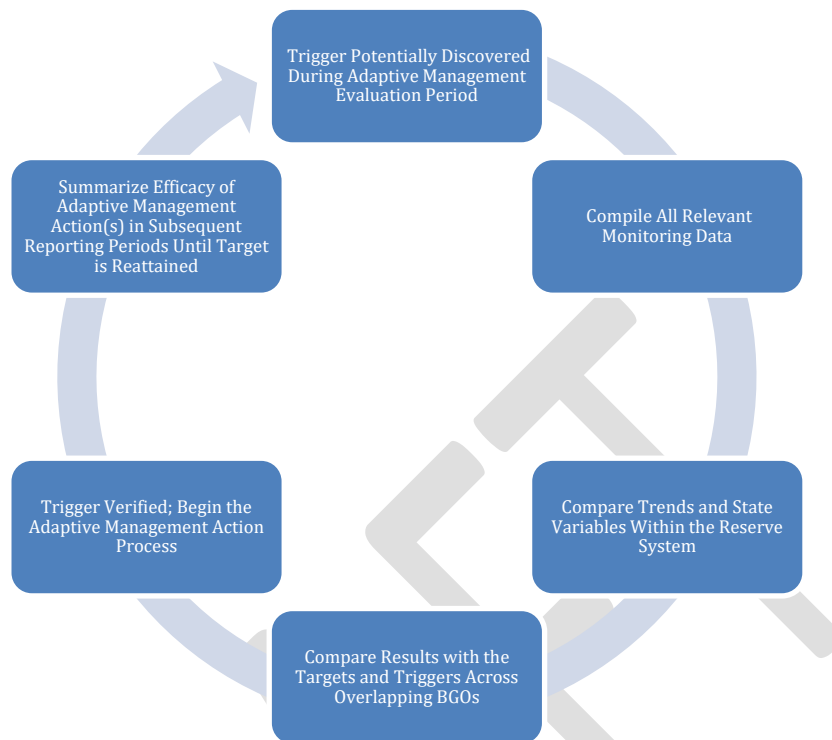 Trigger Potentially Discovered
During Adaptive Management
Evaluation Period
Compile All Relevant
Monitoring Data
Compare Trends and State
Variables Within the Reserve
System
Compare Results with the
Targets and Triggers Across
Overlapping BGOs
Trigger Verified; Begin the
Adaptive Management Action
Process
Summarize Efficacy of
Adaptive Management
Action(s) in Subsequent
Reporting Periods Until Target
is Reattained